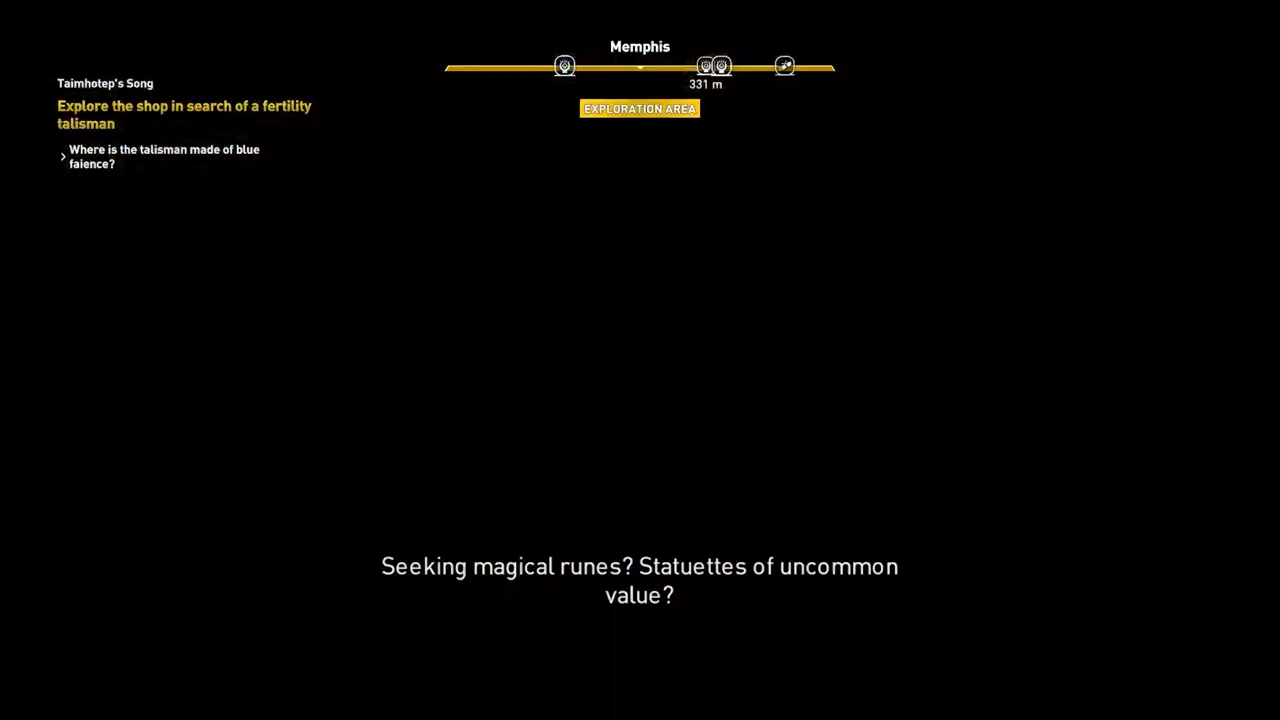 Memphis
Taimhotep's Song
331 m
Explore the shop in search of a fertility
talisman
EXPLORATION AREA
Where is the talisman made of blue
faience?
Seeking magical runes? Statuettes of uncommon
value?